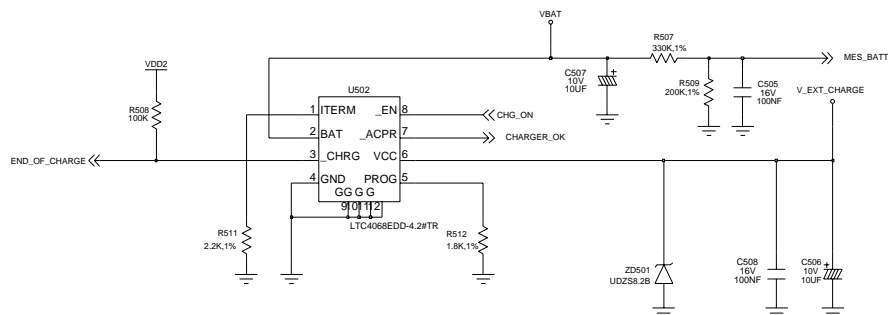 VBAT
R507
330K,1%
MES_BATT
VDD2
C507
10V
10UF
R509
200K,1%
C505
16V
100NF
V_EXT_CHARGE
U502
R508
100K
1 ITERM _EN 8
CHG_ON
2 BAT _ACPR 7
CHARGER_OK
END_OF_CHARGE
3 _CHRG VCC 6
4 GND PROG 5
GG G G
9 10 11 12
LTC4068EDD-4.2#TR
R511
2.2K,1%
R512
1.8K,1%
ZD501
UDZS8.2B
C508
16V
100NF
C506
10V
10UF
+
+